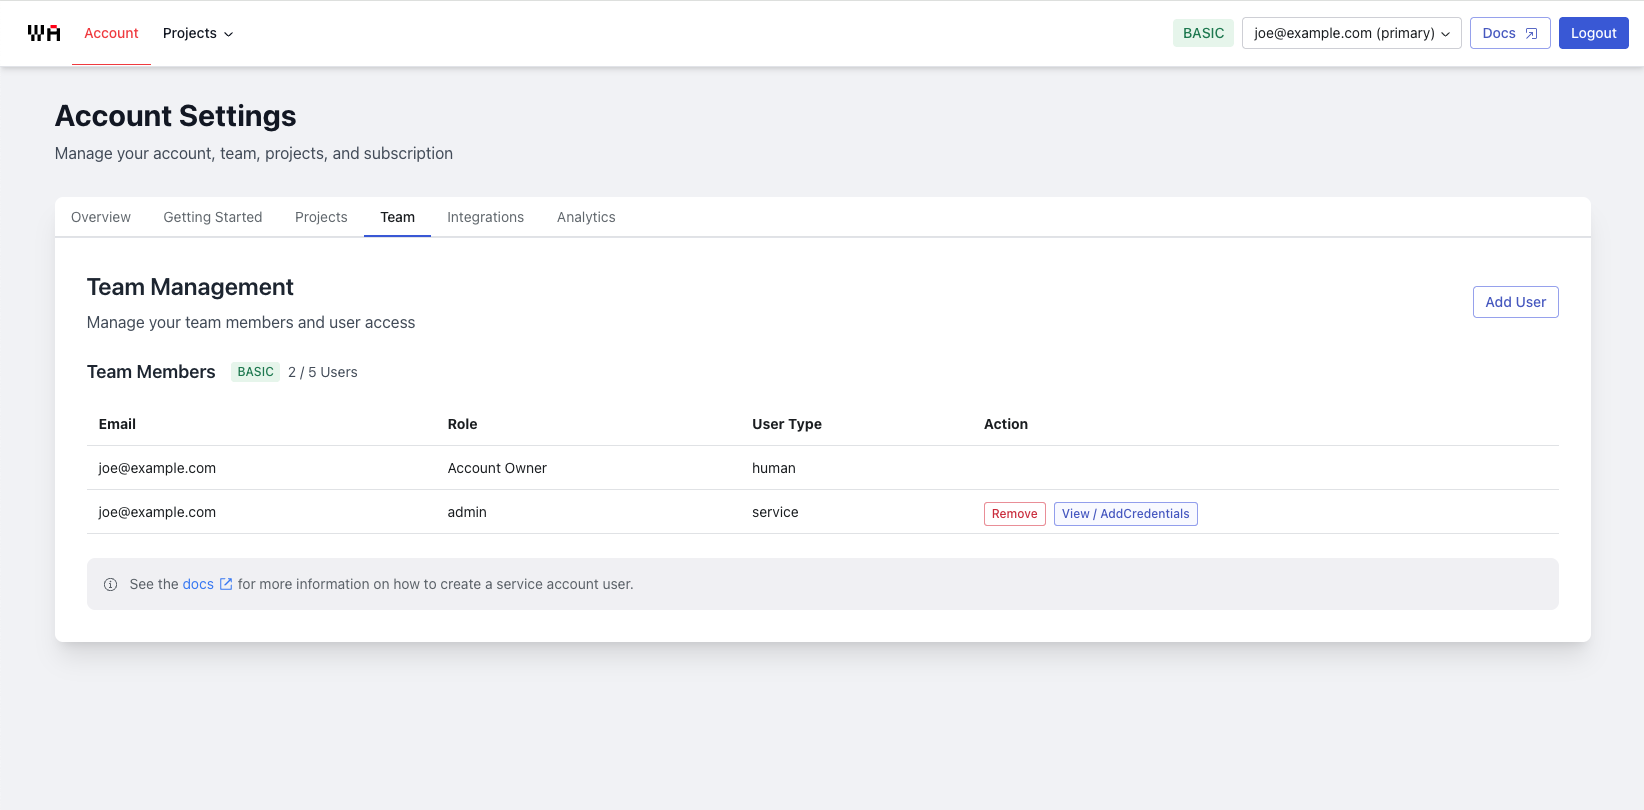 WA Account Projects BASIC joe@example.com (primary) Docs Logout
Account Settings
Manage your account, team, projects, and subscription
Overview Getting Started Projects Team Integrations Analytics
Team Management
Add User
Manage your team members and user access
Team Members BASIC 2 / 5 Users
Email Role User Type Action
joe@example.com Account Owner human
joe@example.com admin service Remove View / AddCredentials
See the docs for more information on how to create a service account user.